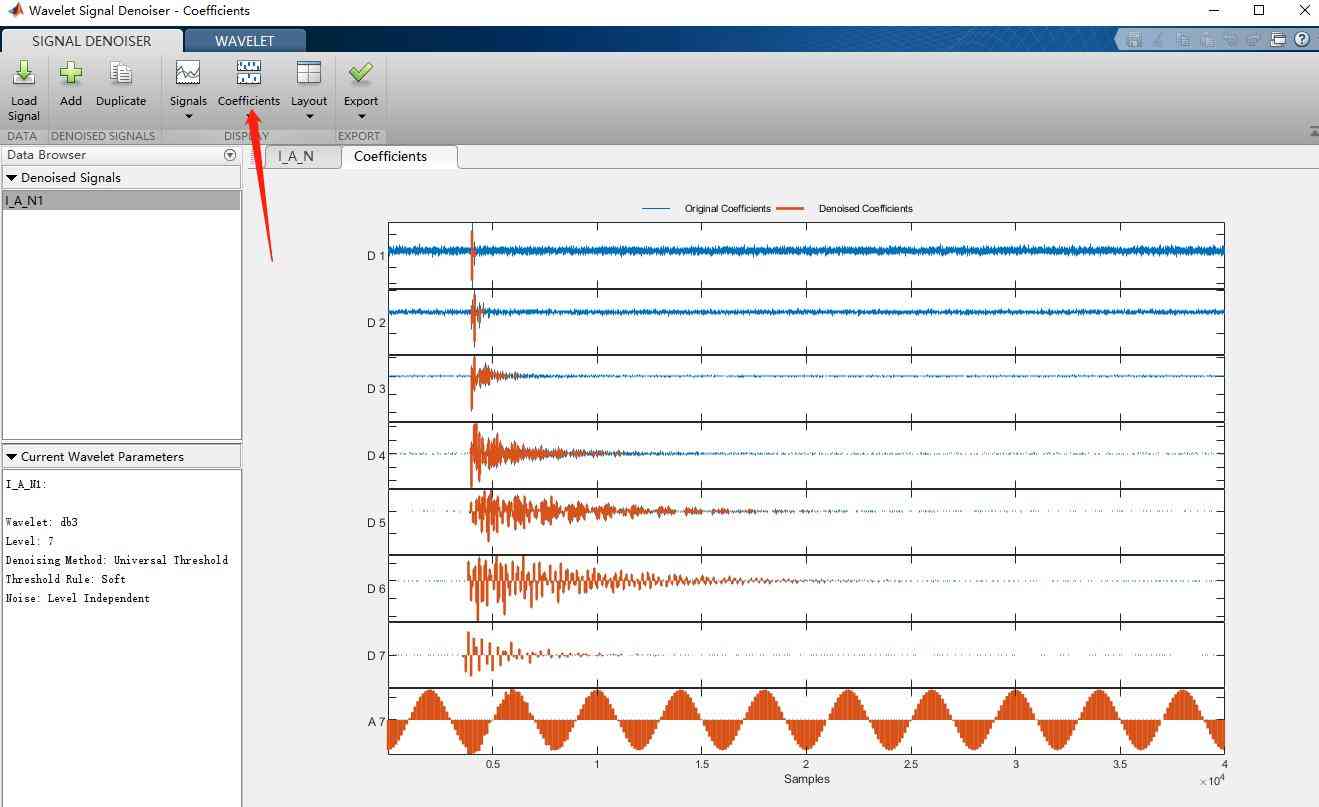 Wavelet Signal Denoiser - Coefficients
SIGNAL DENOISER WAVELET
Load Signal
Add
Duplicate
Signals
Coefficients
Layout
Export
DATA DENOISED SIGNALS DISPLAY EXPORT
Data Browser
Denoised Signals
I_A_N1
Current Wavelet Parameters
I_A_N1:
Wavelet: db3
Level: 7
Denoising Method: Universal Threshold
Threshold Rule: Soft
Noise: Level Independent
I_A_N Coefficients
Original Coefficients Denoised Coefficients
D 1
D 2
D 3
D 4
D 5
D 6
D 7
A 7
0.5 1 1.5 2 2.5 3 3.5 4
Samples
×10⁴